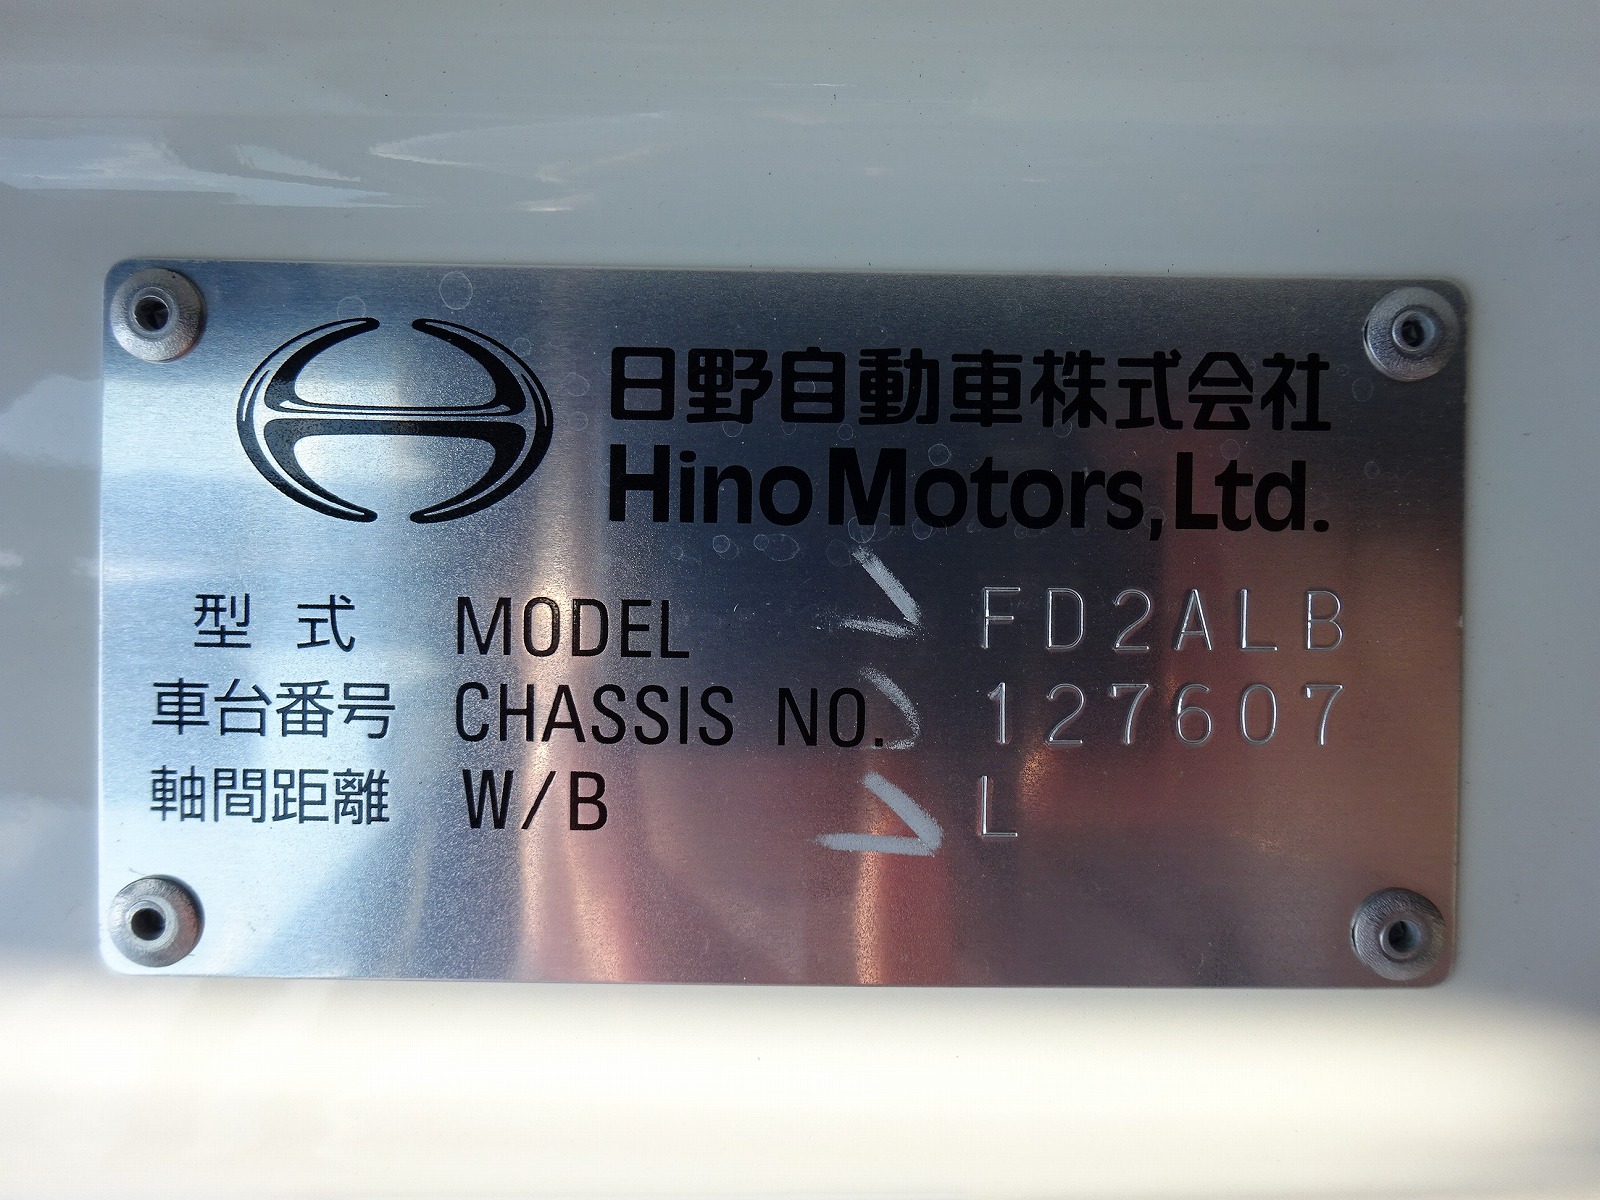 日野自動車株式会社
Hino Motors, Ltd.
型式 MODEL FD2ALB
車台番号 CHASSIS NO. 127607
軸間距離 W/B L